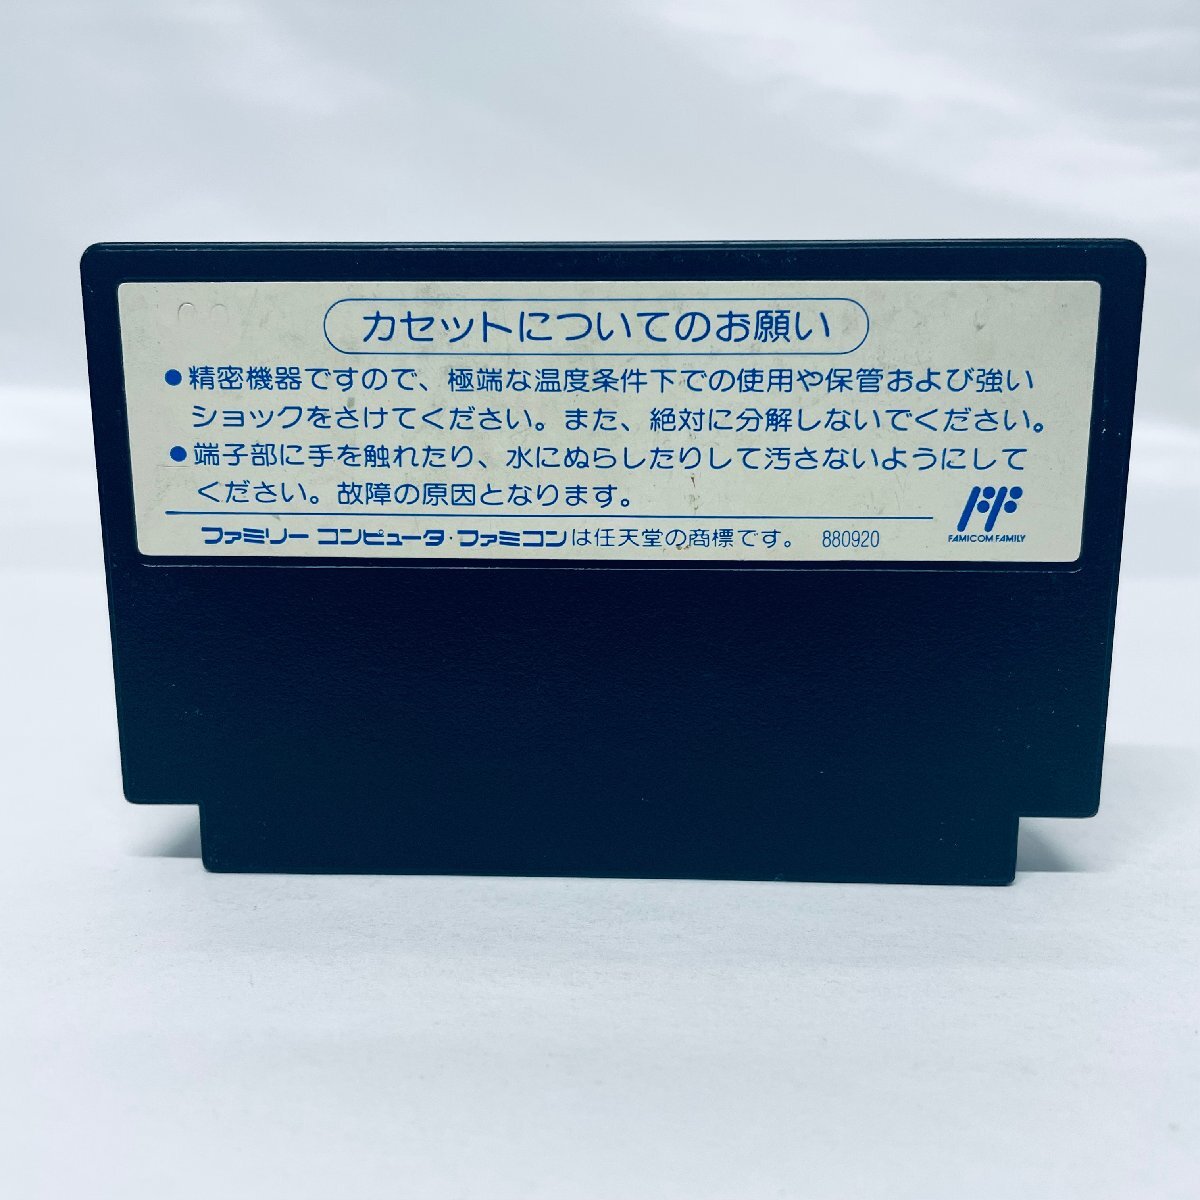 カセットについてのお願い
●精密機器ですので、極端な温度条件下での使用や保管および強い
ショックをさけてください。また、絶対に分解しないでください。
●端子部に手を触れたり、水にぬらしたりして汚さないようにして
ください。故障の原因となります。
ファミリー コンピュータ・ファミコンは任天堂の商標です。 880920
FAMICOM FAMILY